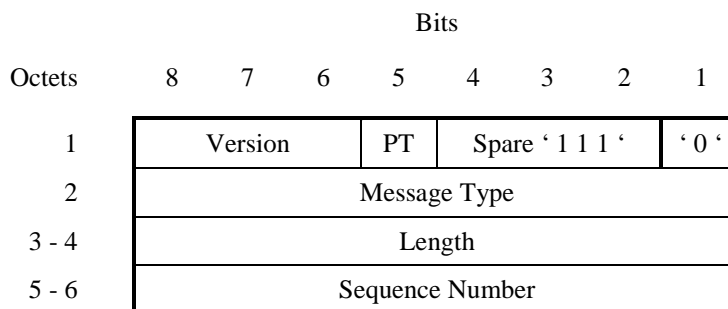 Bits
Octets 8 7 6 5 4 3 2 1
1 Version PT Spare ‘ 1 1 1 ‘ ‘ 0 ‘
2 Message Type
3 - 4 Length
5 - 6 Sequence Number